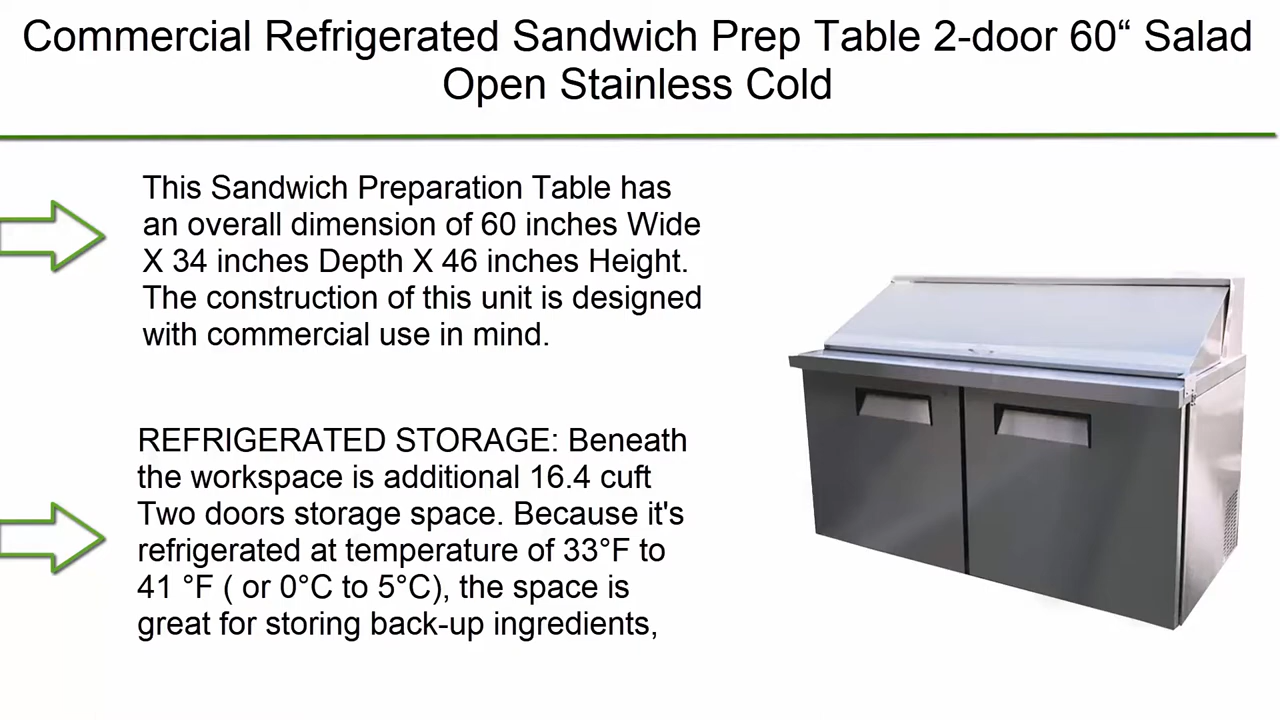 Commercial Refrigerated Sandwich Prep Table 2-door 60“ Salad
Open Stainless Cold
This Sandwich Preparation Table has
an overall dimension of 60 inches Wide
X 34 inches Depth X 46 inches Height.
The construction of this unit is designed
with commercial use in mind.
REFRIGERATED STORAGE: Beneath
the workspace is additional 16.4 cuft
Two doors storage space. Because it's
refrigerated at temperature of 33°F to
41 °F ( or 0°C to 5°C), the space is
great for storing back-up ingredients,